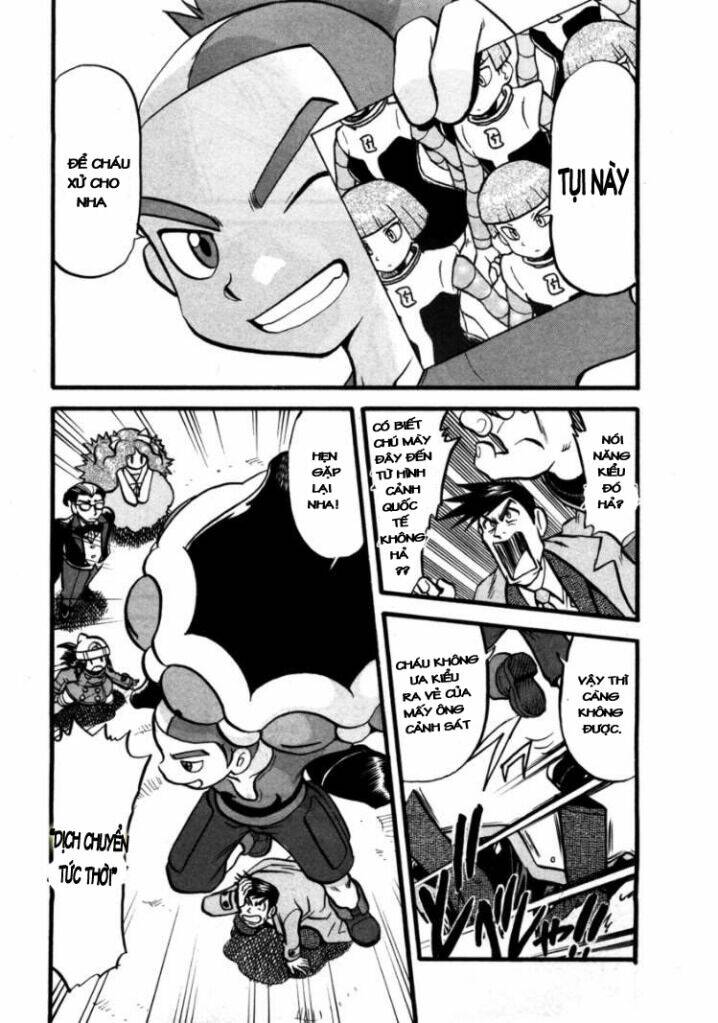 TỤI NÀY
ĐỂ CHÁU
XỬ CHO
NHA
NÓI
NĂNG
KIỂU
ĐÓ
HẢ?
CÓ BIẾT
CHÚ MÀY
ĐÂY ĐẾN
TỪ HÌNH
CẢNH
QUỐC
TẾ
KHÔNG
HẢ
??
VẬY THÌ
CÀNG
KHÔNG
ĐƯỢC.
CHÁU KHÔNG
ƯA KIỂU
RA VẺ CỦA
MẤY ÔNG
CẢNH SÁT
HẸN
GẶP
LẠI
NHA!
"DỊCH CHUYỂN
TỨC THỜI"